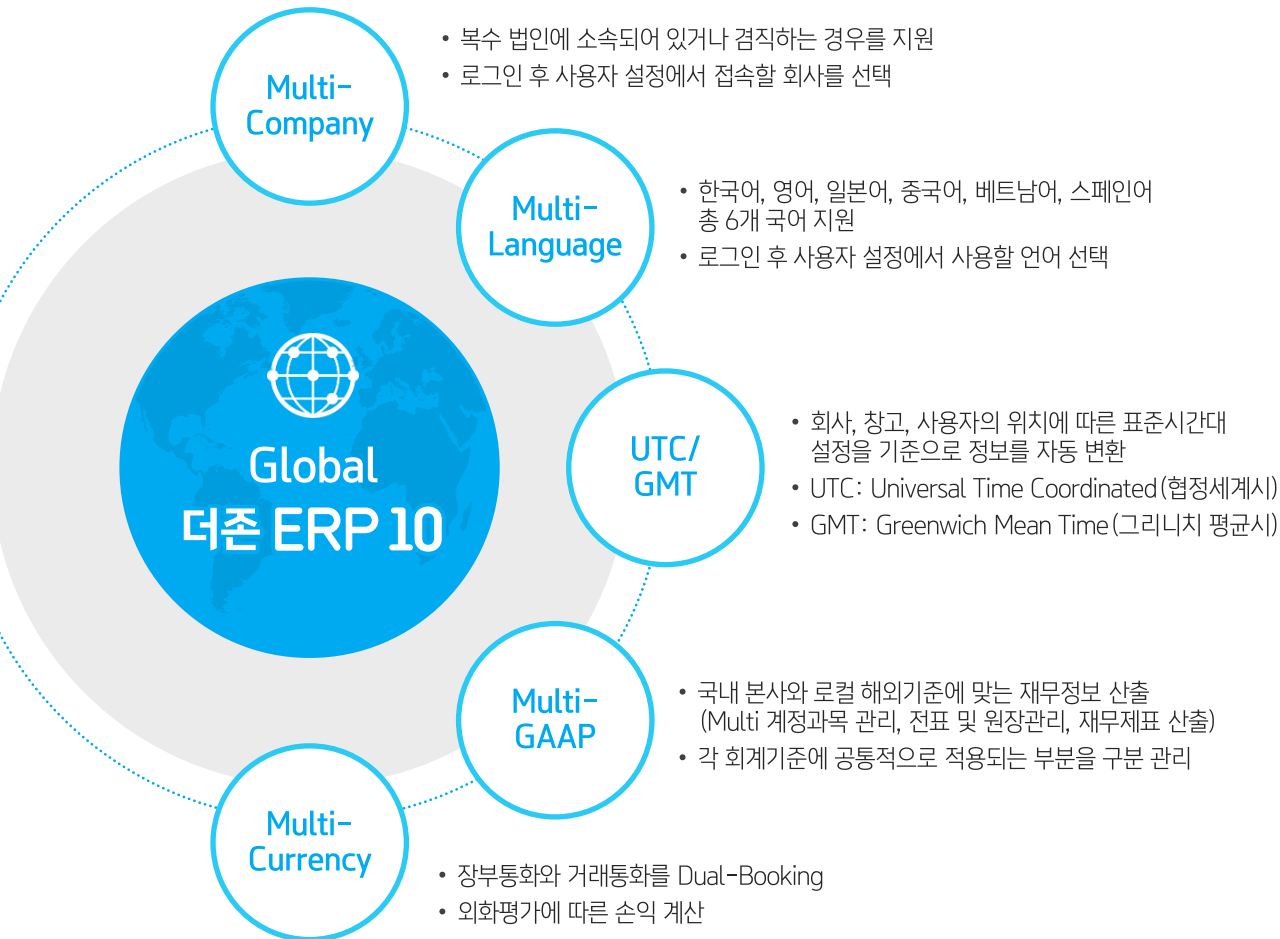 Multi-
Company
• 복수 법인에 소속되어 있거나 겸직하는 경우를 지원
• 로그인 후 사용자 설정에서 접속할 회사를 선택
Multi-
Language
• 한국어, 영어, 일본어, 중국어, 베트남어, 스페인어
총 6개 국어 지원
• 로그인 후 사용자 설정에서 사용할 언어 선택
Global
더존 ERP 10
UTC/
GMT
• 회사, 창고, 사용자의 위치에 따른 표준시간대
설정을 기준으로 정보를 자동 변환
• UTC: Universal Time Coordinated(협정세계시)
• GMT: Greenwich Mean Time(그리니치 평균시)
Multi-
GAAP
• 국내 본사와 로컬 해외기준에 맞는 재무정보 산출
(Multi 계정과목 관리, 전표 및 원장관리, 재무제표 산출)
• 각 회계기준에 공통적으로 적용되는 부분을 구분 관리
Multi-
Currency
• 장부통화와 거래통화를 Dual-Booking
• 외화평가에 따른 손익 계산